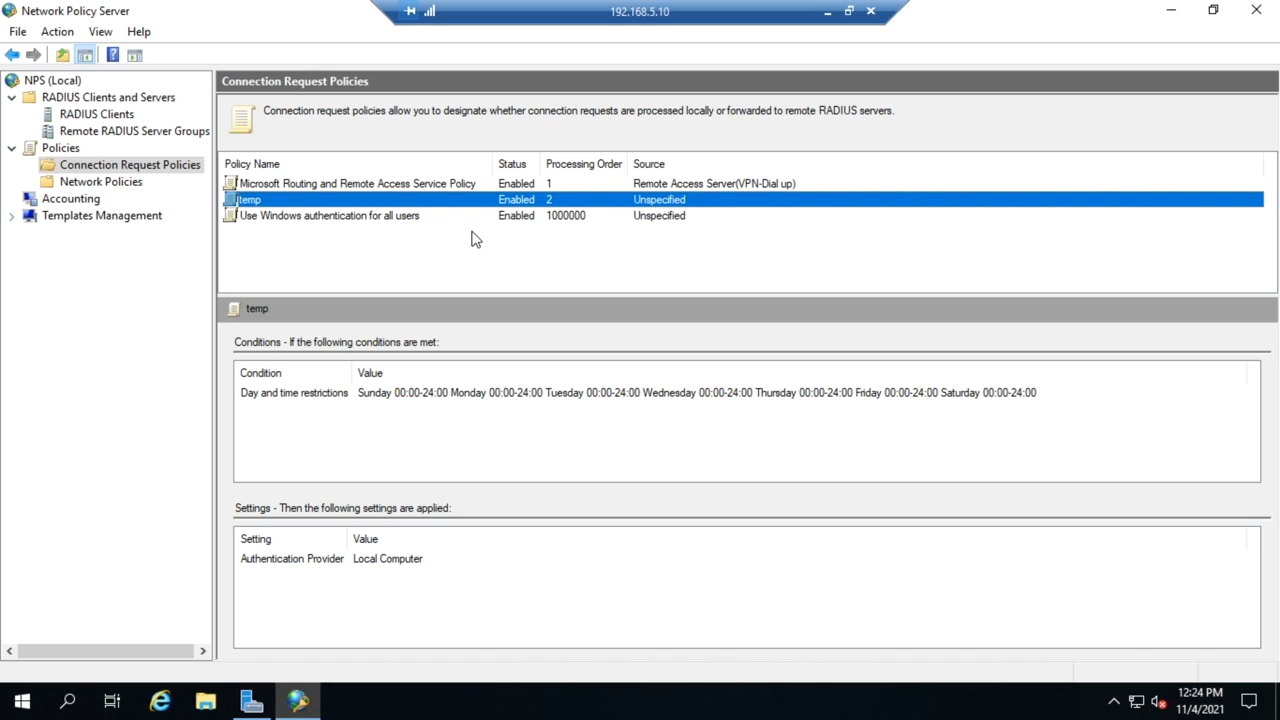 Network Policy Server
192.168.5.10
File Action View Help
NPS (Local)
RADIUS Clients and Servers
RADIUS Clients
Remote RADIUS Server Groups
Policies
Connection Request Policies
Network Policies
Accounting
Templates Management
Connection Request Policies
Connection request policies allow you to designate whether connection requests are processed locally or forwarded to remote RADIUS servers.
Policy Name Status Processing Order Source
Microsoft Routing and Remote Access Service Policy Enabled 1 Remote Access Server(VPN-Dial up)
temp Enabled 2 Unspecified
Use Windows authentication for all users Enabled 1000000 Unspecified
temp
Conditions - If the following conditions are met:
Condition Value
Day and time restrictions Sunday 00:00-24:00 Monday 00:00-24:00 Tuesday 00:00-24:00 Wednesday 00:00-24:00 Thursday 00:00-24:00 Friday 00:00-24:00 Saturday 00:00-24:00
Settings - Then the following settings are applied:
Setting Value
Authentication Provider Local Computer
12:24 PM
11/4/2021